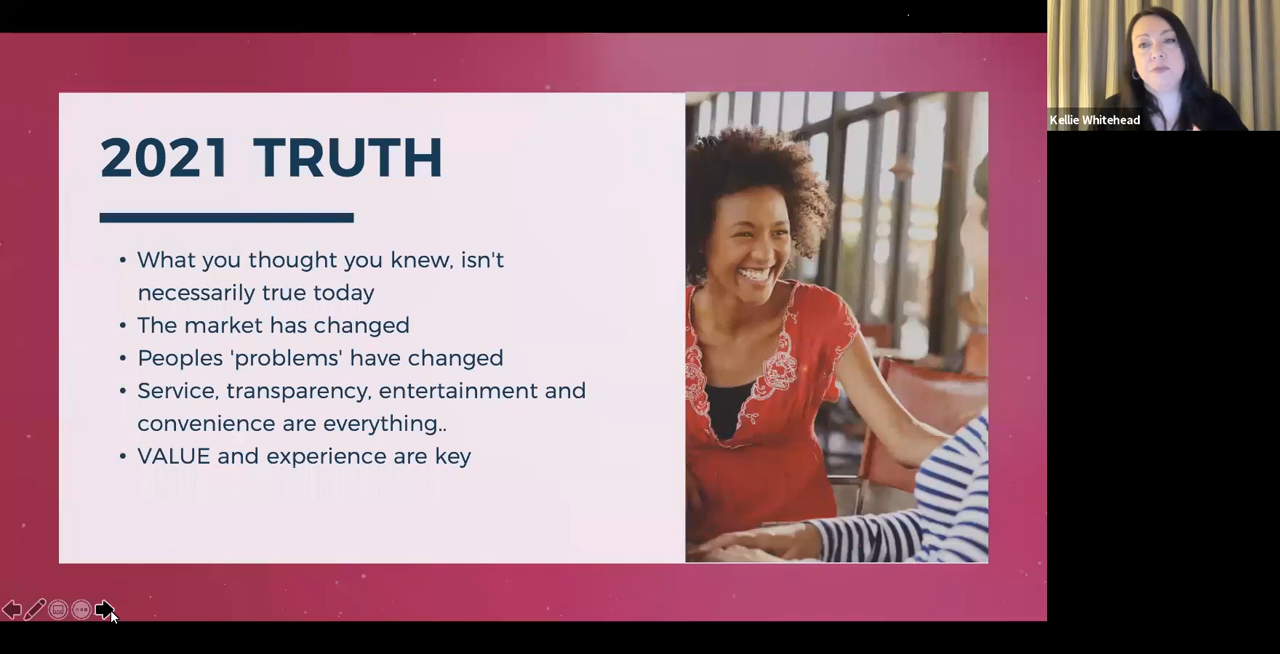 2021 TRUTH
• What you thought you knew, isn't
necessarily true today
• The market has changed
• Peoples 'problems' have changed
• Service, transparency, entertainment and
convenience are everything..
• VALUE and experience are key
Kellie Whitehead